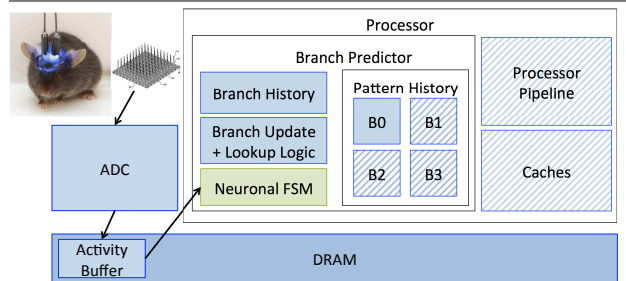 Processor
Branch Predictor
Branch History
Branch Update
+ Lookup Logic
Neuronal FSM
Pattern History
B0
B1
B2
B3
Processor
Pipeline
Caches
ADC
Activity
Buffer
DRAM